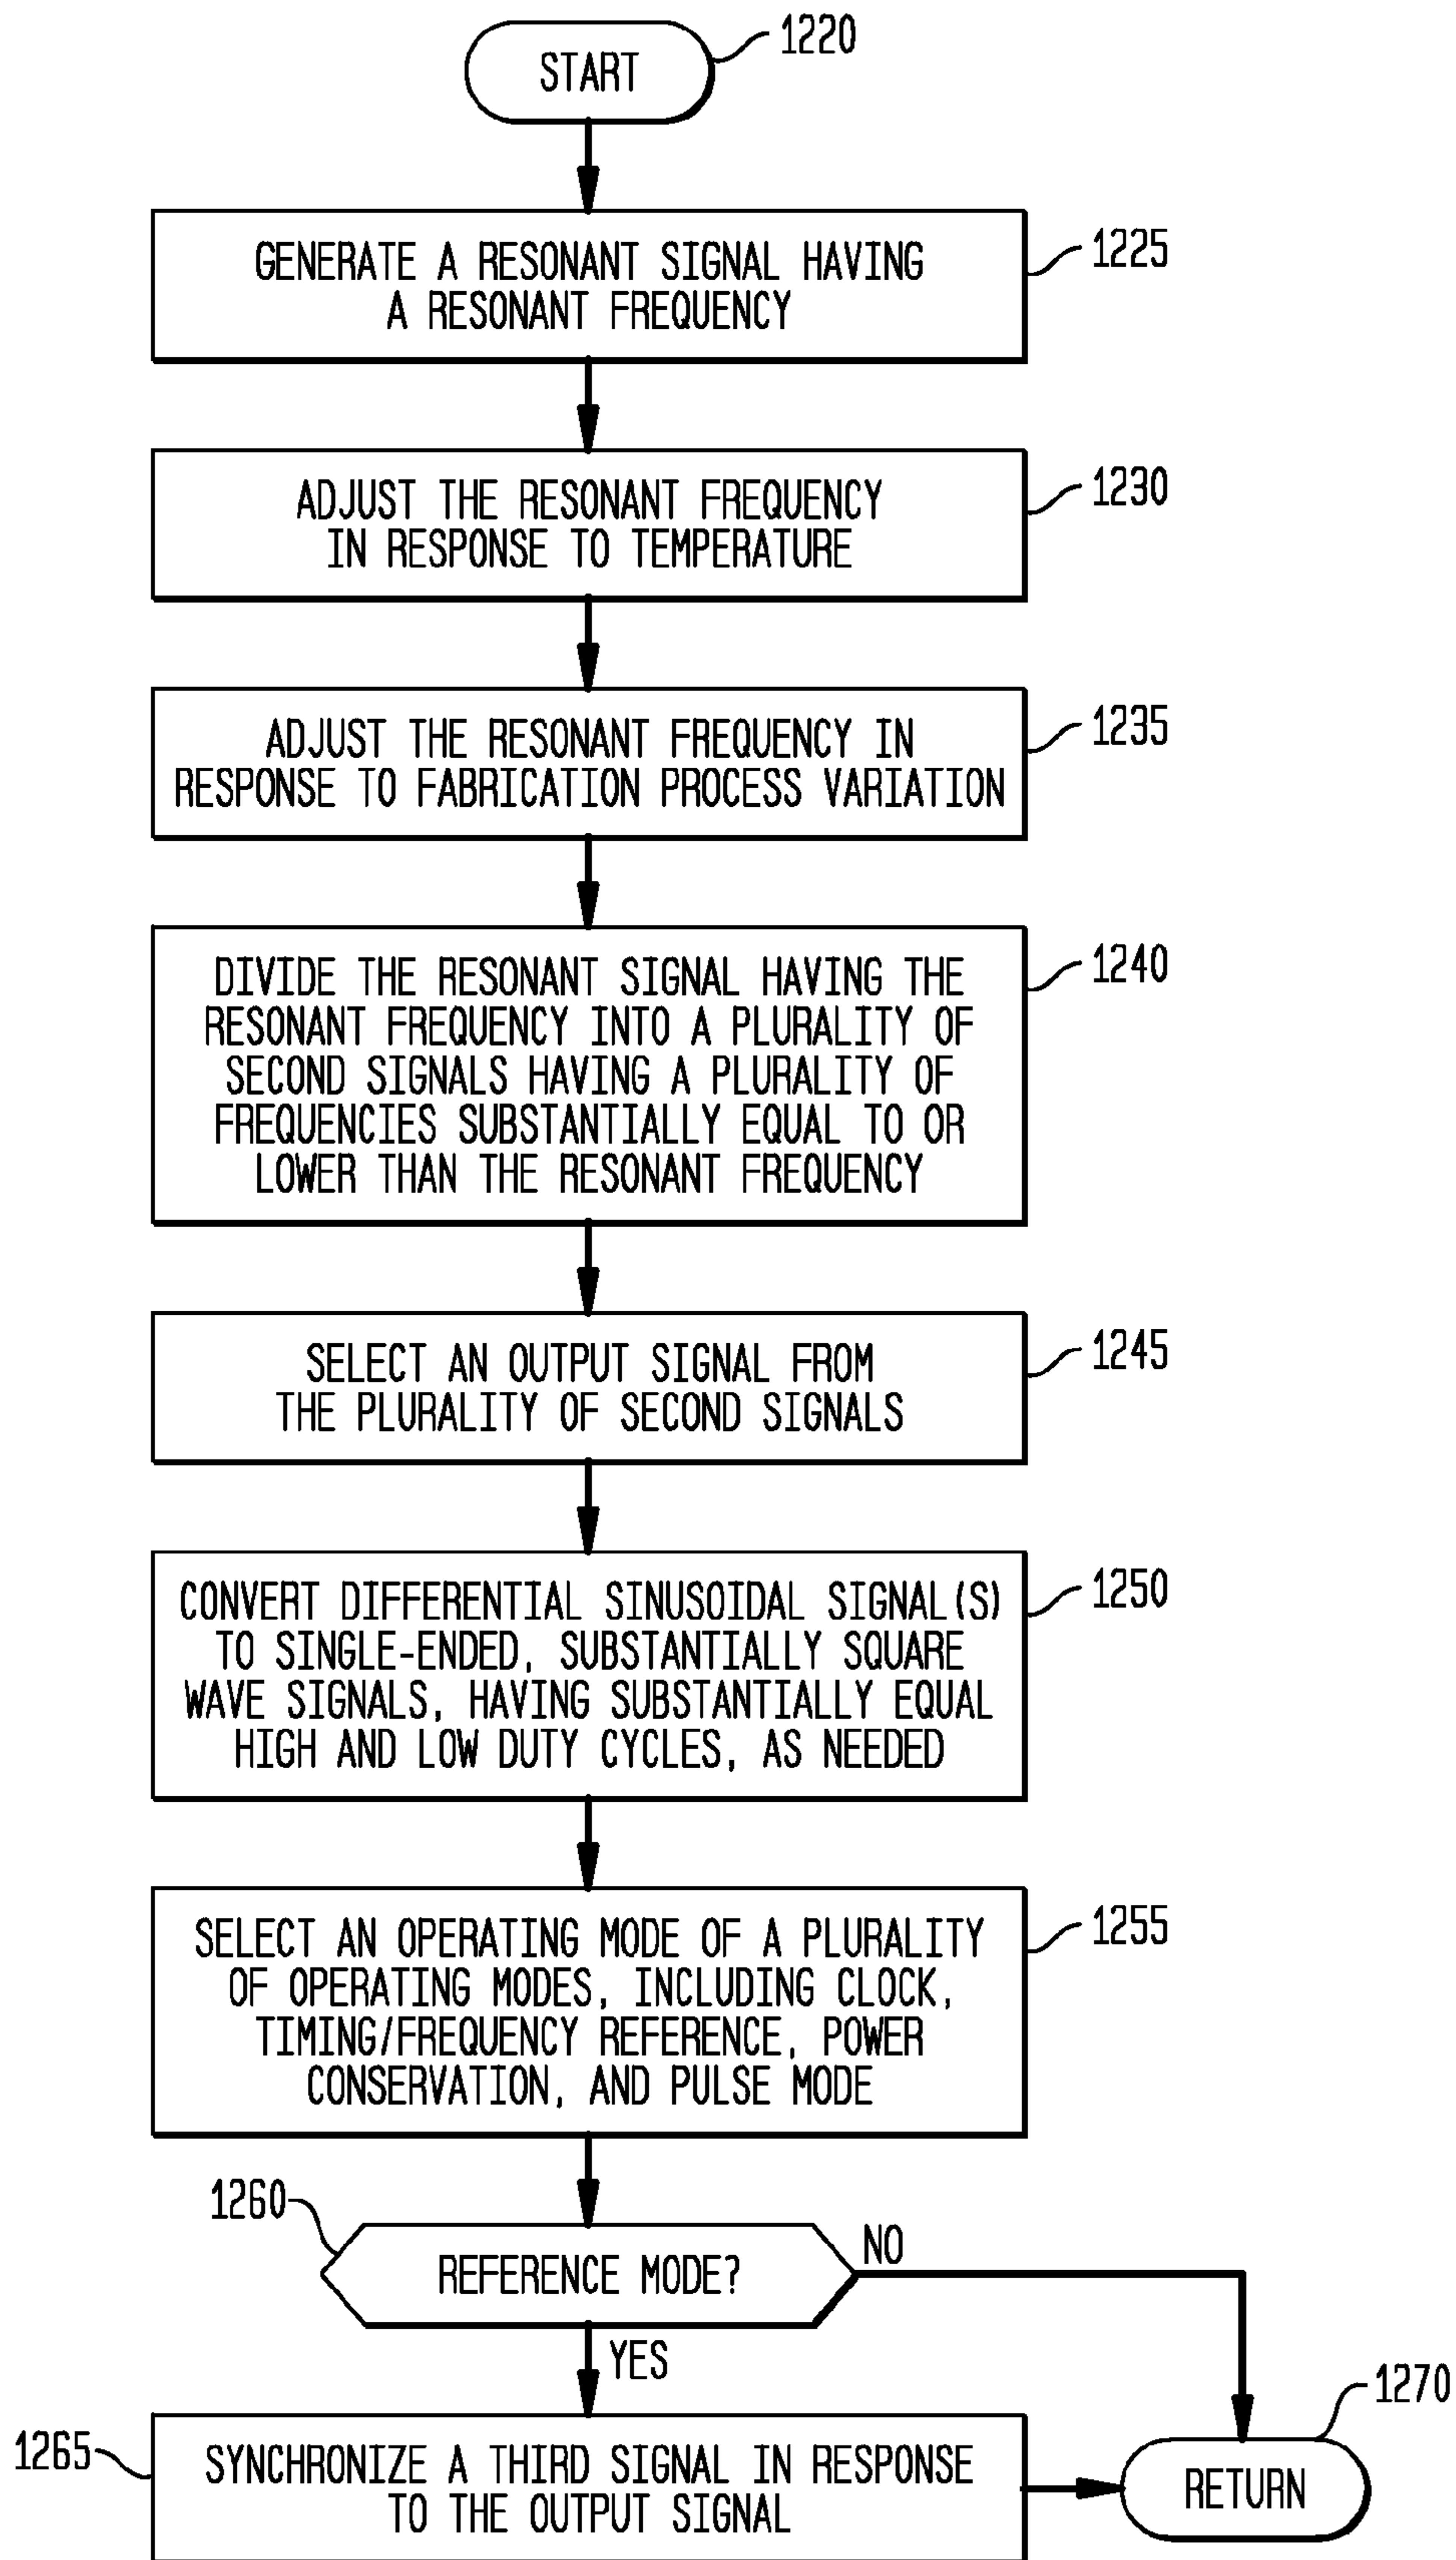 1220
START
1225
GENERATE A RESONANT SIGNAL HAVING
A RESONANT FREQUENCY
1230
ADJUST THE RESONANT FREQUENCY
IN RESPONSE TO TEMPERATURE
1235
ADJUST THE RESONANT FREQUENCY IN
RESPONSE TO FABRICATION PROCESS VARIATION
1240
DIVIDE THE RESONANT SIGNAL HAVING THE
RESONANT FREQUENCY INTO A PLURALITY OF
SECOND SIGNALS HAVING A PLURALITY OF
FREQUENCIES SUBSTANTIALLY EQUAL TO OR
LOWER THAN THE RESONANT FREQUENCY
1245
SELECT AN OUTPUT SIGNAL FROM
THE PLURALITY OF SECOND SIGNALS
1250
CONVERT DIFFERENTIAL SINUSOIDAL SIGNAL(S)
TO SINGLE-ENDED, SUBSTANTIALLY SQUARE
WAVE SIGNALS, HAVING SUBSTANTIALLY EQUAL
HIGH AND LOW DUTY CYCLES, AS NEEDED
1255
SELECT AN OPERATING MODE OF A PLURALITY
OF OPERATING MODES, INCLUDING CLOCK,
TIMING/FREQUENCY REFERENCE, POWER
CONSERVATION, AND PULSE MODE
1260
REFERENCE MODE?
NO
YES
1265
SYNCHRONIZE A THIRD SIGNAL IN RESPONSE
TO THE OUTPUT SIGNAL
1270
RETURN